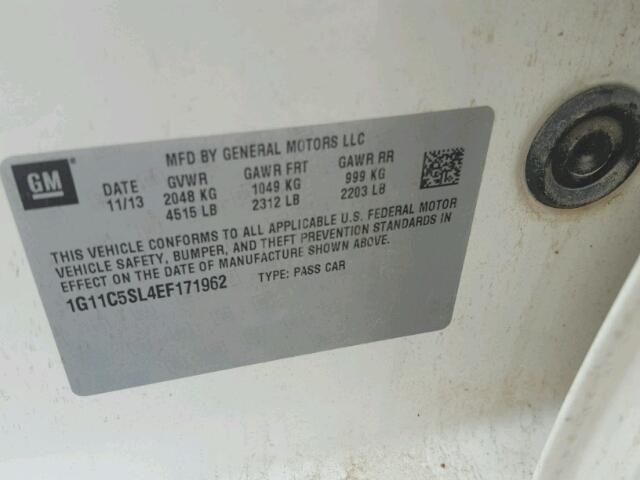 MFD BY GENERAL MOTORS LLC
GM
DATE GVWR GAWR FRT GAWR RR
11/13 2048 KG 1049 KG 999 KG
4515 LB 2312 LB 2203 LB
THIS VEHICLE CONFORMS TO ALL APPLICABLE U.S. FEDERAL MOTOR
VEHICLE SAFETY, BUMPER, AND THEFT PREVENTION STANDARDS IN
EFFECT ON THE DATE OF MANUFACTURE SHOWN ABOVE.
1G11C5SL4EF171962 TYPE: PASS CAR